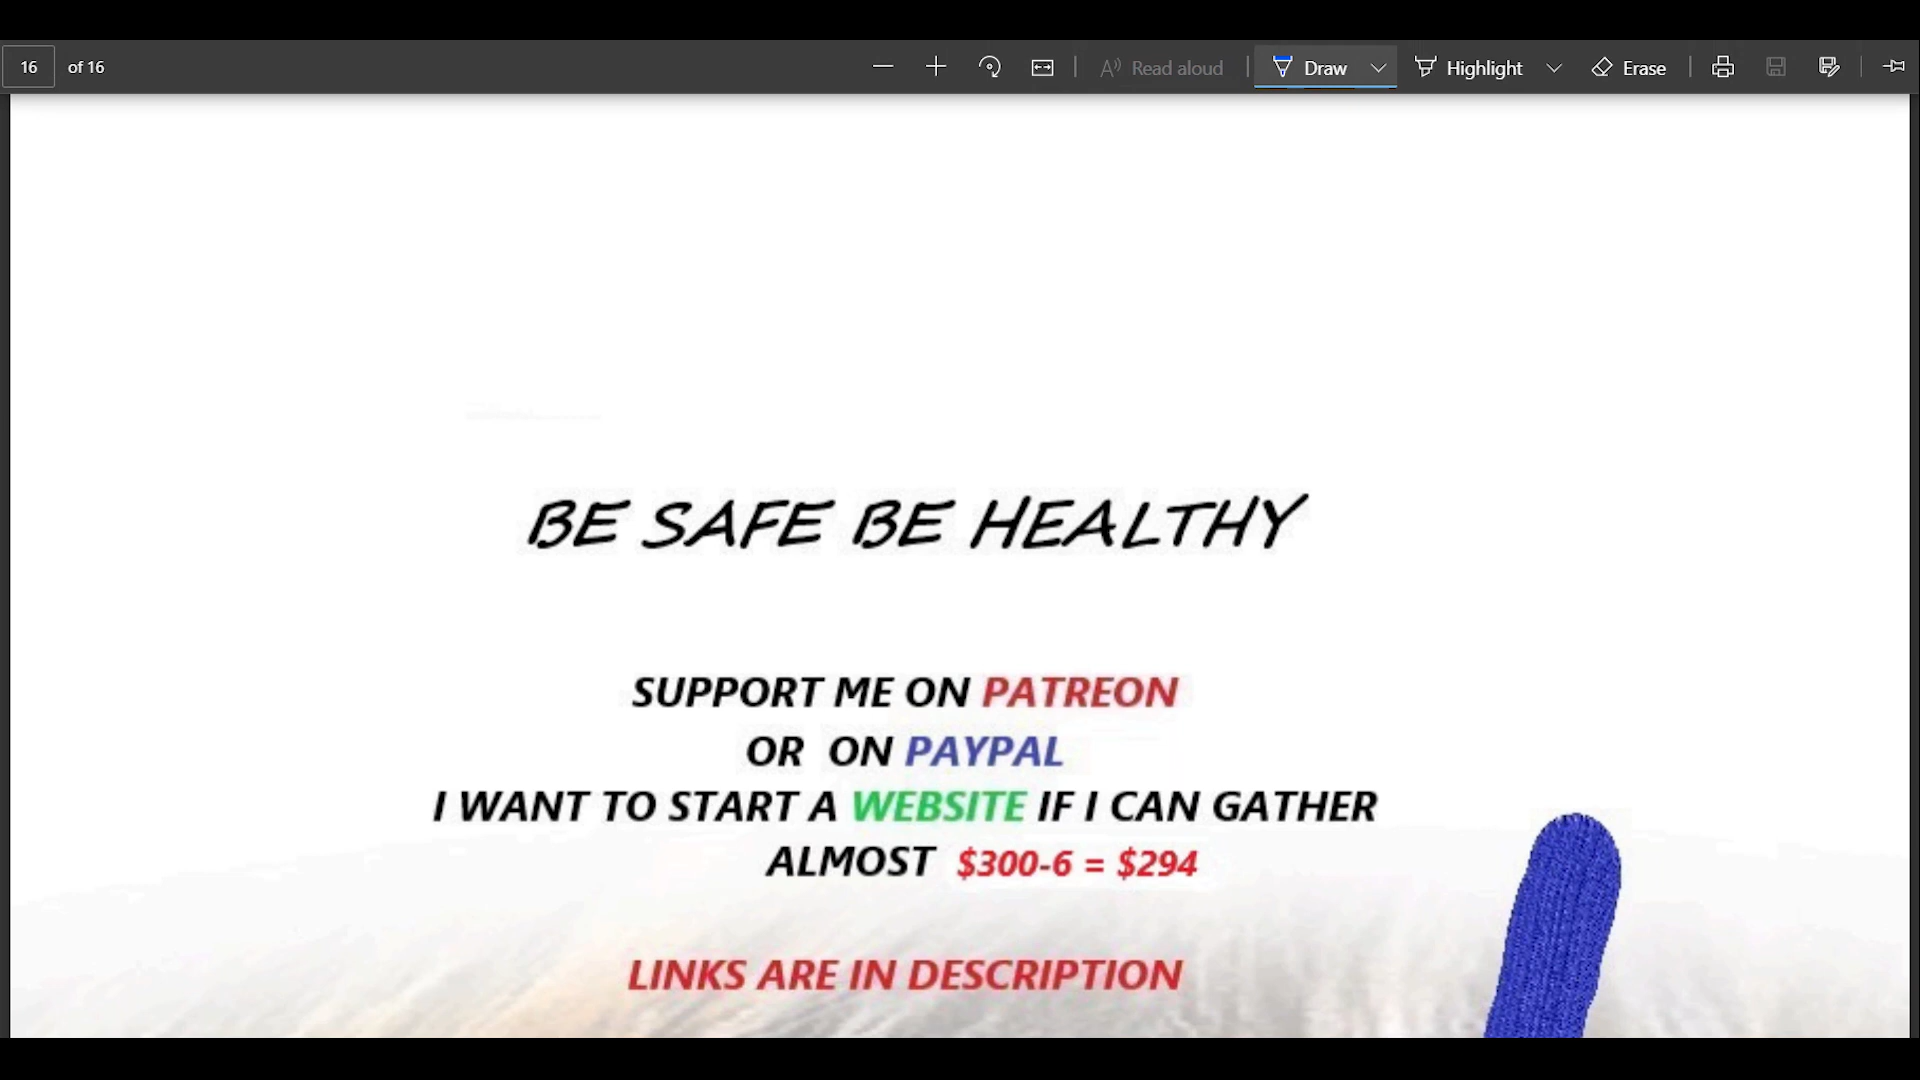 16 of 16 Read aloud Draw Highlight Erase
BE SAFE BE HEALTHY
SUPPORT ME ON PATREON
OR ON PAYPAL
I WANT TO START A WEBSITE IF I CAN GATHER
ALMOST $300-6 = $294
LINKS ARE IN DESCRIPTION